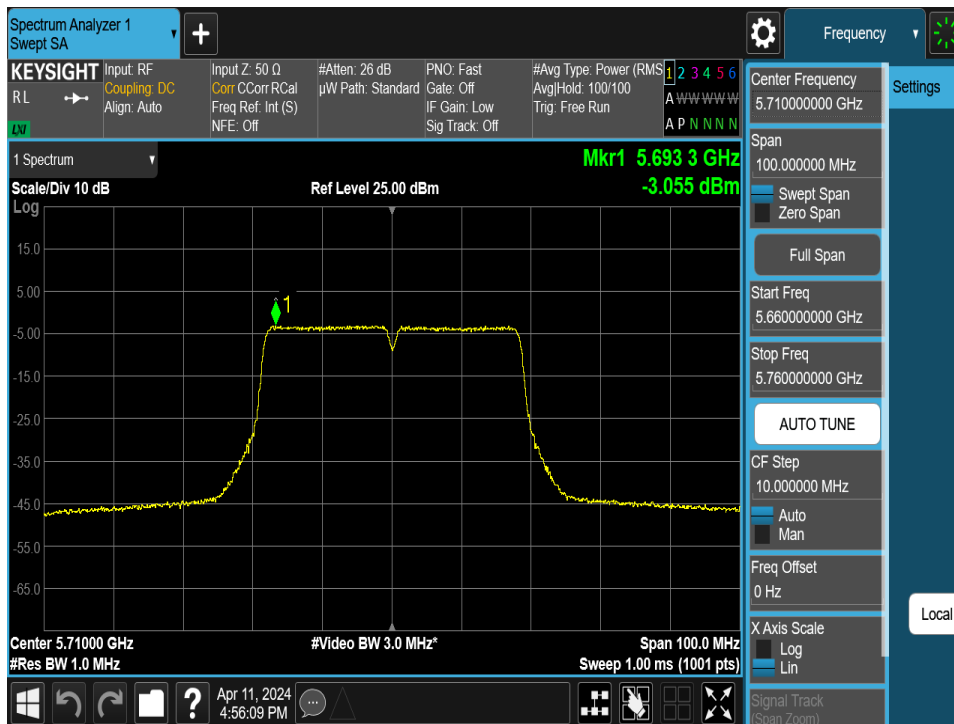 Spectrum Analyzer 1
Swept SA
+
Frequency
KEYSIGHT
R L
LXI
Input: RF
Coupling: DC
Align: Auto
Input Z: 50 Ω
Corr CCorr RCal
Freq Ref: Int (S)
NFE: Off
#Atten: 26 dB
µW Path: Standard
PNO: Fast
Gate: Off
IF Gain: Low
Sig Track: Off
#Avg Type: Power (RMS
Avg|Hold: 100/100
Trig: Free Run
1 2 3 4 5 6
A W W W W W
A P N N N N
1 Spectrum
Mkr1 5.693 3 GHz
Scale/Div 10 dB
Ref Level 25.00 dBm
-3.055 dBm
Log
15.0
5.00
-5.00
-15.0
-25.0
-35.0
-45.0
-55.0
-65.0
1
Center 5.71000 GHz
#Video BW 3.0 MHz*
Span 100.0 MHz
#Res BW 1.0 MHz
Sweep 1.00 ms (1001 pts)
Center Frequency
5.710000000 GHz
Span
100.000000 MHz
Swept Span
Zero Span
Full Span
Start Freq
5.660000000 GHz
Stop Freq
5.760000000 GHz
AUTO TUNE
CF Step
10.000000 MHz
Auto
Man
Freq Offset
0 Hz
X Axis Scale
Log
Lin
Signal Track
(Span Zoom)
Settings
Local
?
Apr 11, 2024
4:56:09 PM